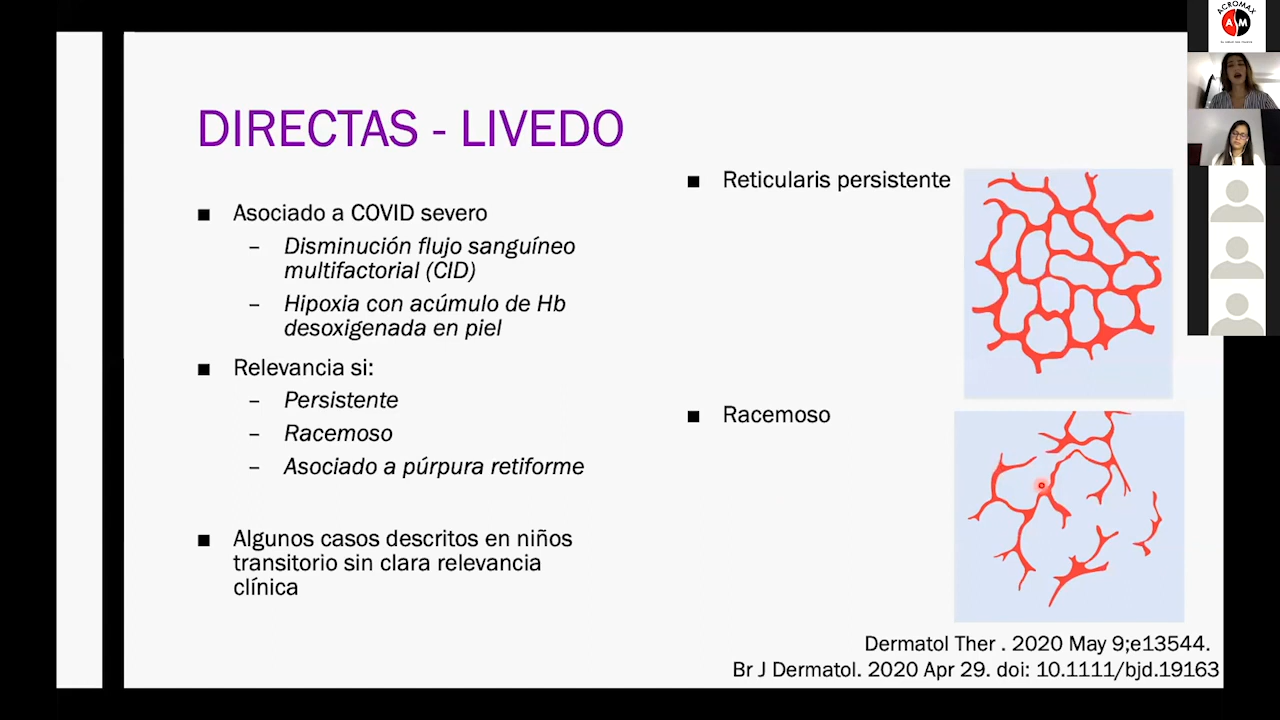 DIRECTAS - LIVEDO
■ Asociado a COVID severo
– Disminución flujo sanguíneo
multifactorial (CID)
– Hipoxia con acúmulo de Hb
desoxigenada en piel
■ Relevancia si:
– Persistente
– Racemoso
– Asociado a púrpura retiforme
■ Algunos casos descritos en niños
transitorio sin clara relevancia
clínica
■ Reticularis persistente
■ Racemoso
Dermatol Ther . 2020 May 9;e13544.
Br J Dermatol. 2020 Apr 29. doi: 10.1111/bjd.19163
ACROMAX
A M